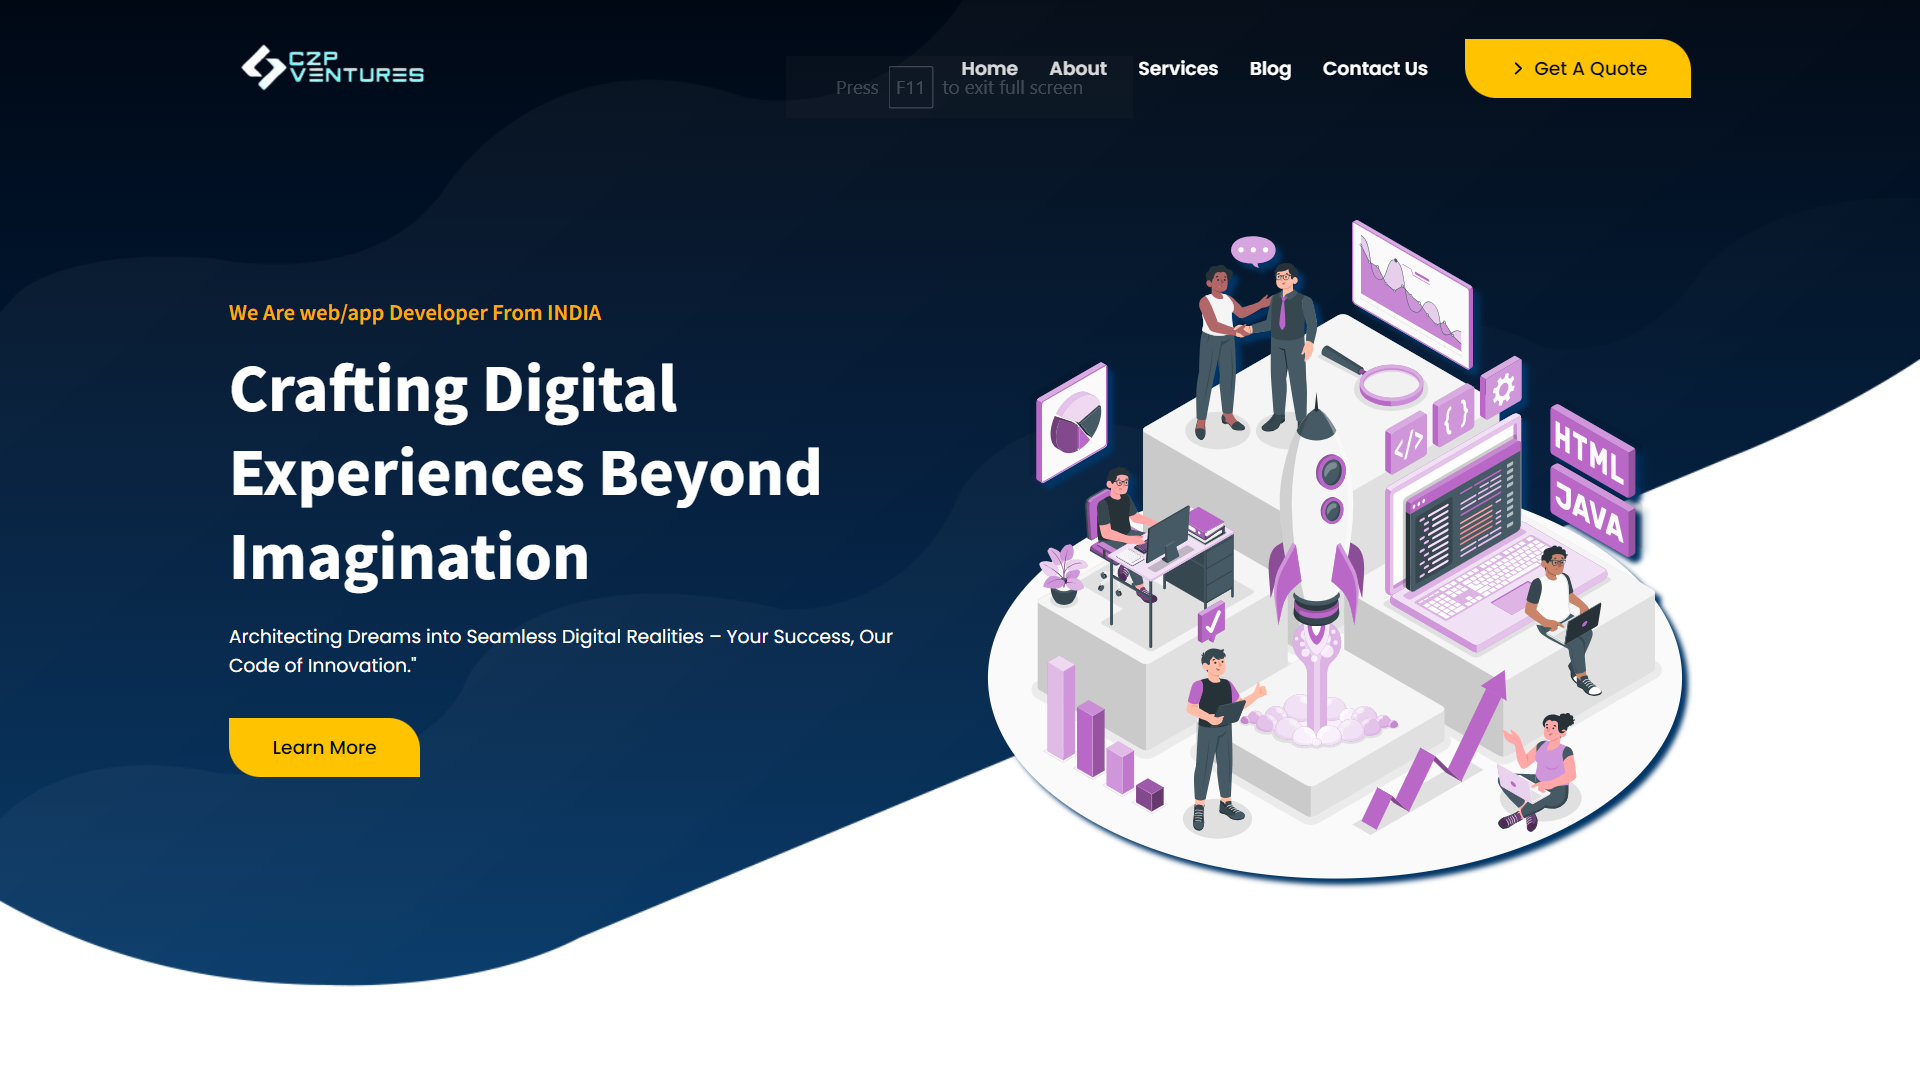 CZP
VENTURES
Home About Services Blog Contact Us
Get A Quote
Press F11 to exit full screen
We Are web/app Developer From INDIA
Crafting Digital
Experiences Beyond
Imagination
Architecting Dreams into Seamless Digital Realities – Your Success, Our
Code of Innovation."
Learn More
</> { }
HTML
JAVA